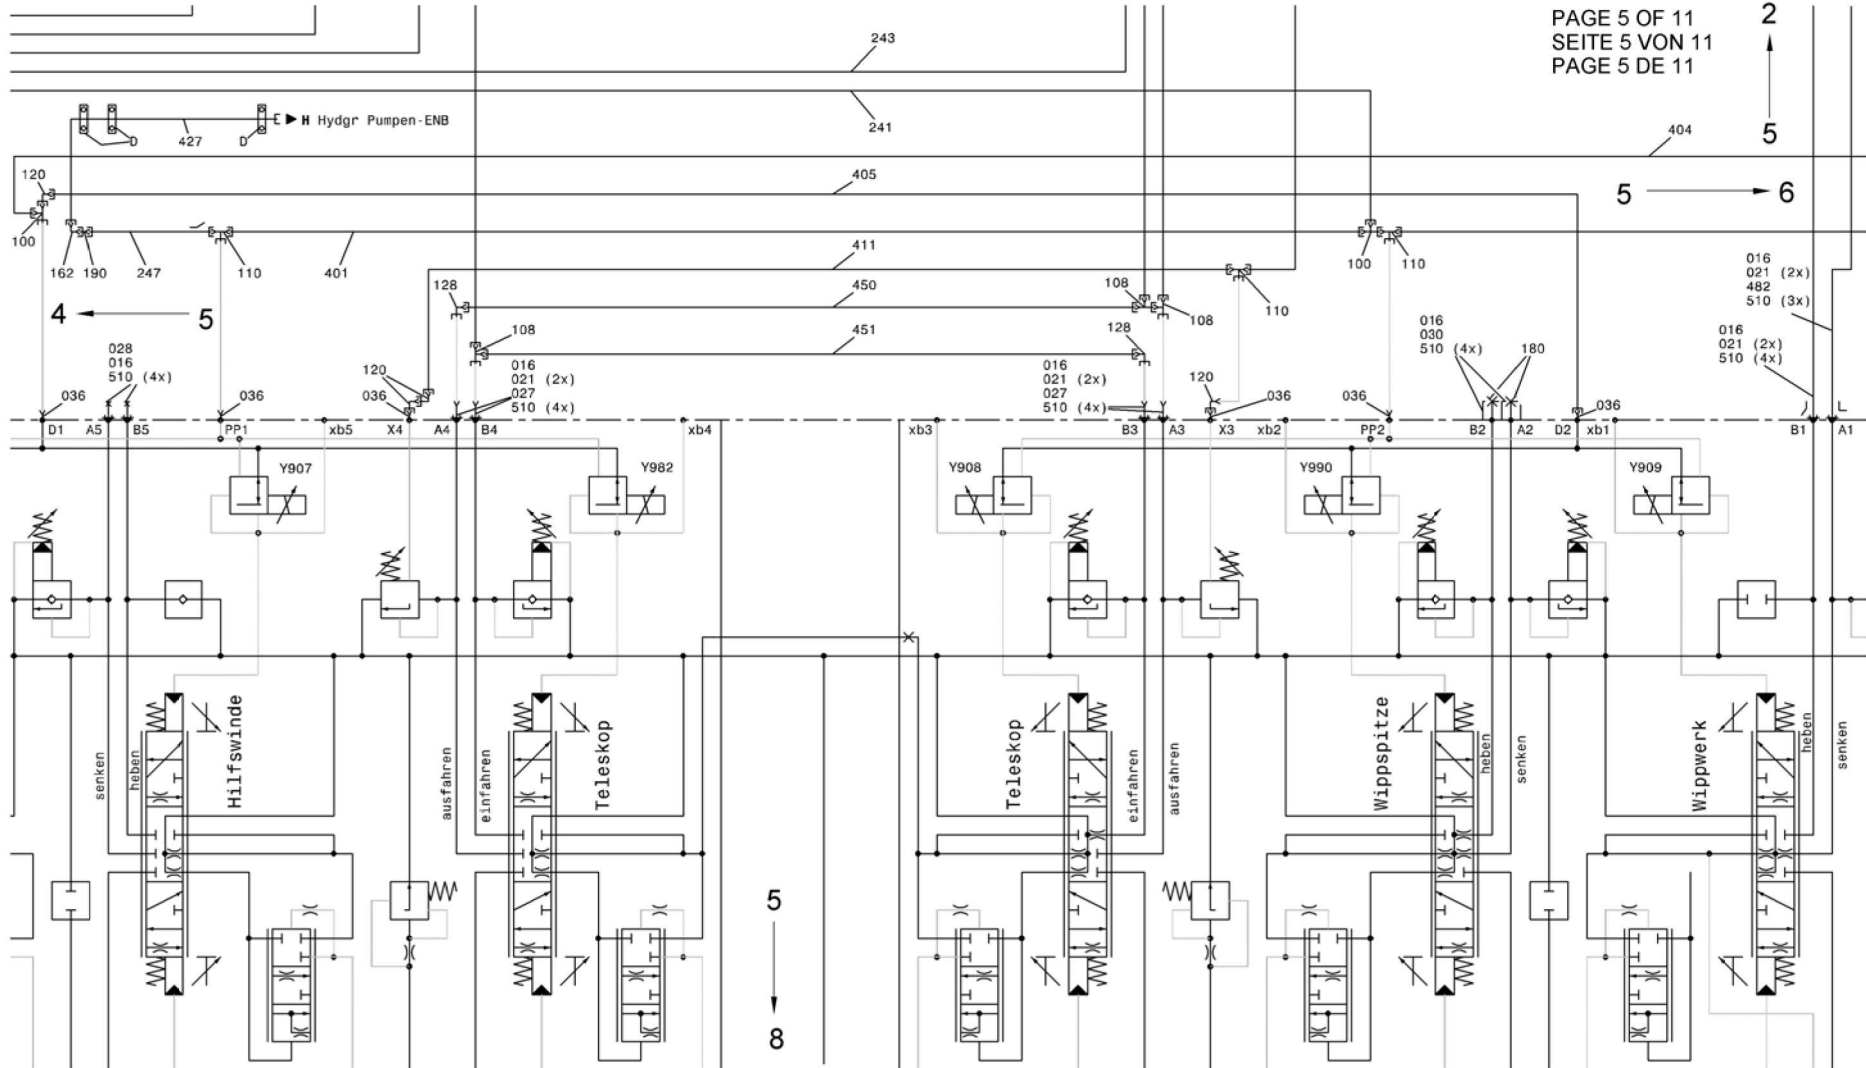 PAGE 5 OF 11
SEITE 5 VON 11
PAGE 5 DE 11
2
5
243
241
H Hydgr Pumpen-ENB
D
427
D
404
120
405
5
6
100
162
190
247
110
401
411
100
110
016
021 (2x)
482
510 (3x)
128
450
108
110
4
5
108
451
128
108
016
030
510 (4x)
180
016
021 (2x)
510 (4x)
028
016
510 (4x)
120
016
021 (2x)
027
510 (4x)
016
021 (2x)
027
510 (4x)
120
036
036
036
036
036
036
D1
A5
B5
PP1
xb5
X4
A4
B4
xb4
xb3
B3
A3
X3
xb2
PP2
B2
A2
D2
xb1
B1
A1
Y907
Y982
Y908
Y990
Y909
senken
heben
Hilfswinde
ausfahren
einfahren
Teleskop
Teleskop
einfahren
ausfahren
Wippspitze
heben
senken
Wippwerk
heben
senken
5
8